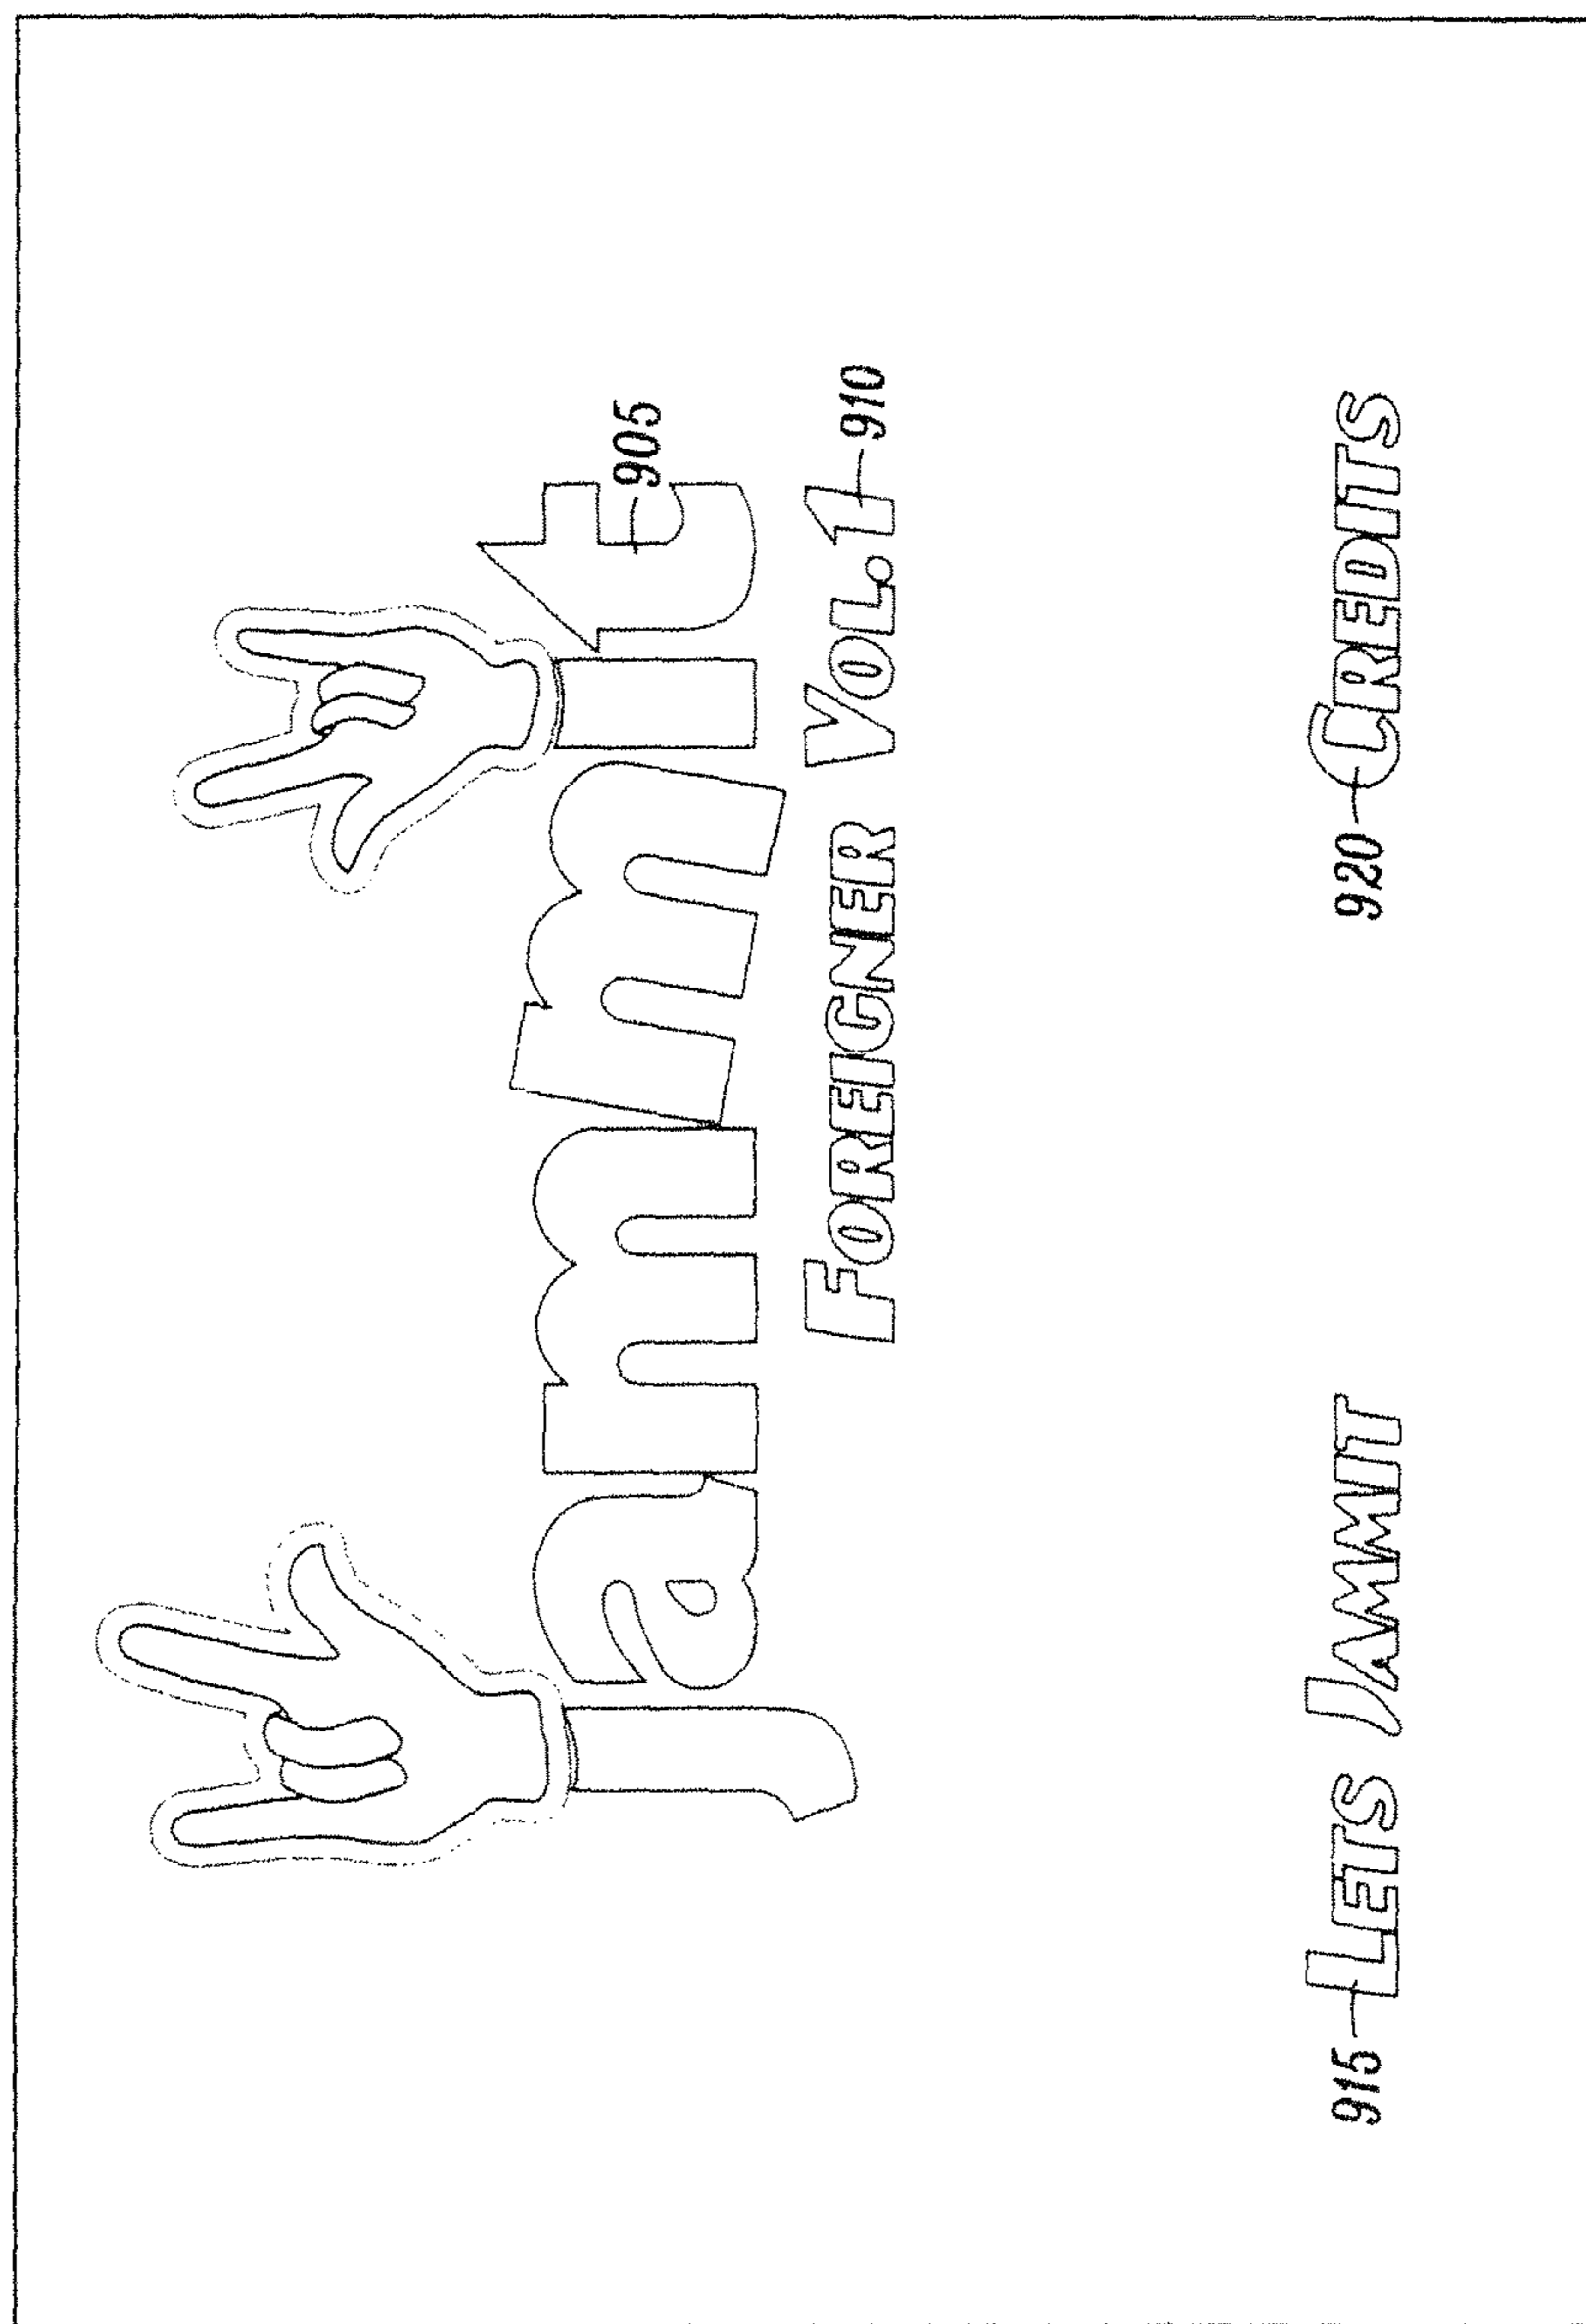 jammit 905
FOREIGNER VOL.1 910
915 LETS JAMMIT
920 CREDITS